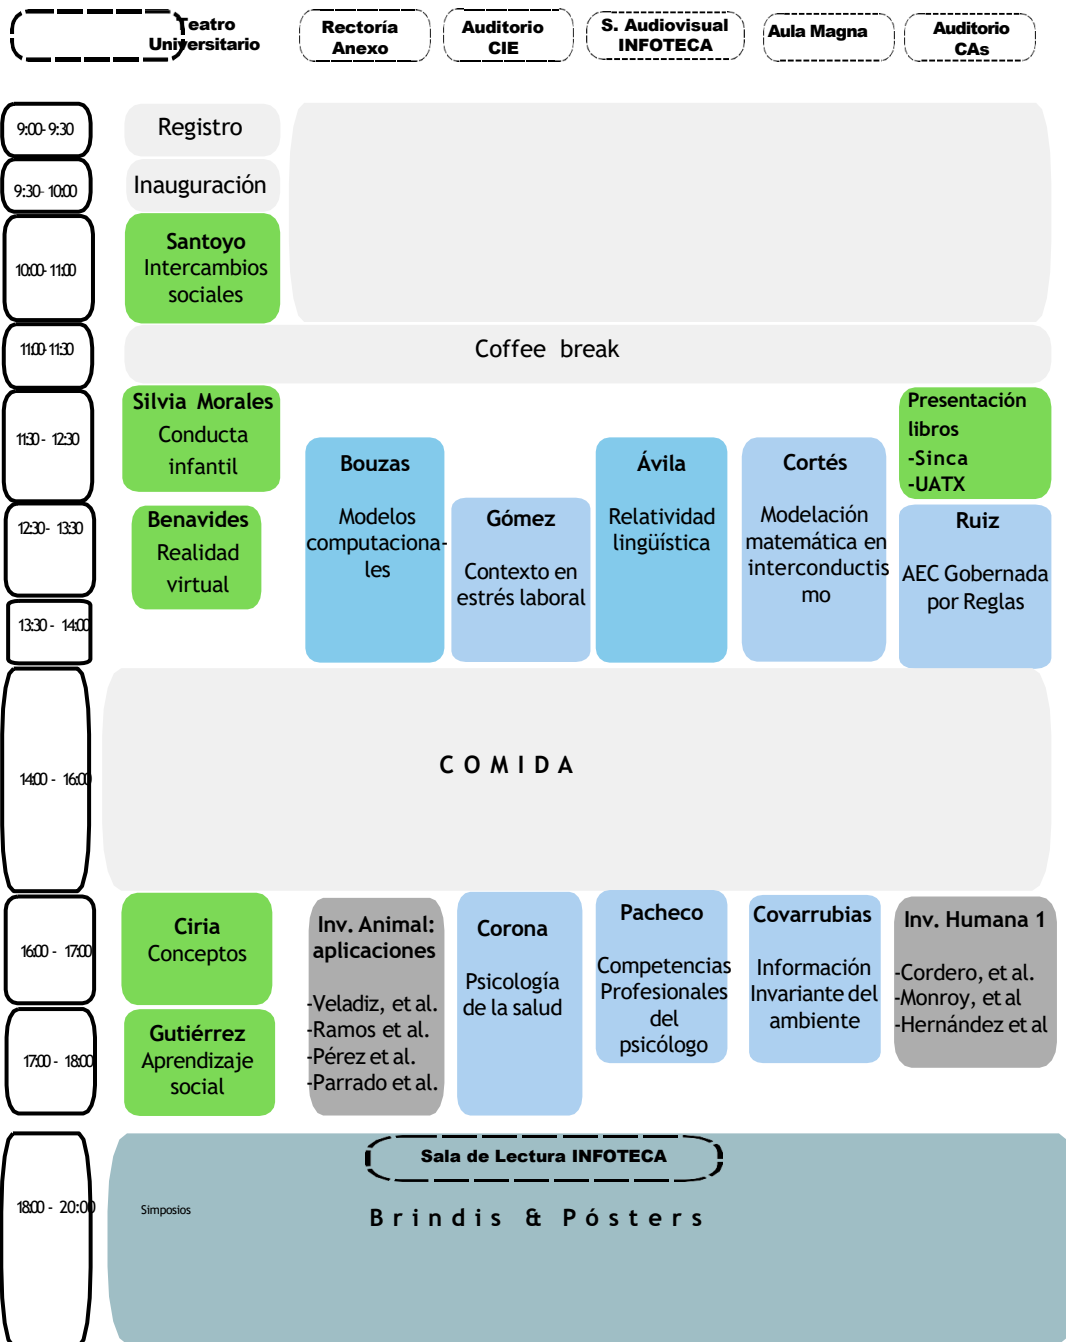 Teatro
Universitario
Rectoría
Anexo
Auditorio
CIE
S. Audiovisual
INFOTECA
Aula Magna
Auditorio
CAs
9:00- 9:30
Registro
9:30- 10:00
Inauguración
10:00- 11:00
Santoyo
Intercambios
sociales
11:00-11:30
Coffee break
11:30 - 12:30
Silvia Morales
Conducta
infantil
Presentación
libros
-Sinca
-UATX
12:30- 13:30
Benavides
Realidad
virtual
13:30 - 14:00
Bouzas
Modelos
computaciona-
les
Gómez
Contexto en
estrés laboral
Ávila
Relatividad
lingüística
Cortés
Modelación
matemática en
interconductis
mo
Ruiz
AEC Gobernada
por Reglas
14:00 - 16:00
COMIDA
16:00 - 17:00
Ciria
Conceptos
17:00 - 18:00
Gutiérrez
Aprendizaje
social
Inv. Animal:
aplicaciones
-Veladiz, et al.
-Ramos et al.
-Pérez et al.
-Parrado et al.
Corona
Psicología
de la salud
Pacheco
Competencias
Profesionales
del
psicólogo
Covarrubias
Información
Invariante del
ambiente
Inv. Humana 1
-Cordero, et al.
-Monroy, et al
-Hernández et al
18:00 - 20:00
Simposios
Sala de Lectura INFOTECA
Brindis & Pósters